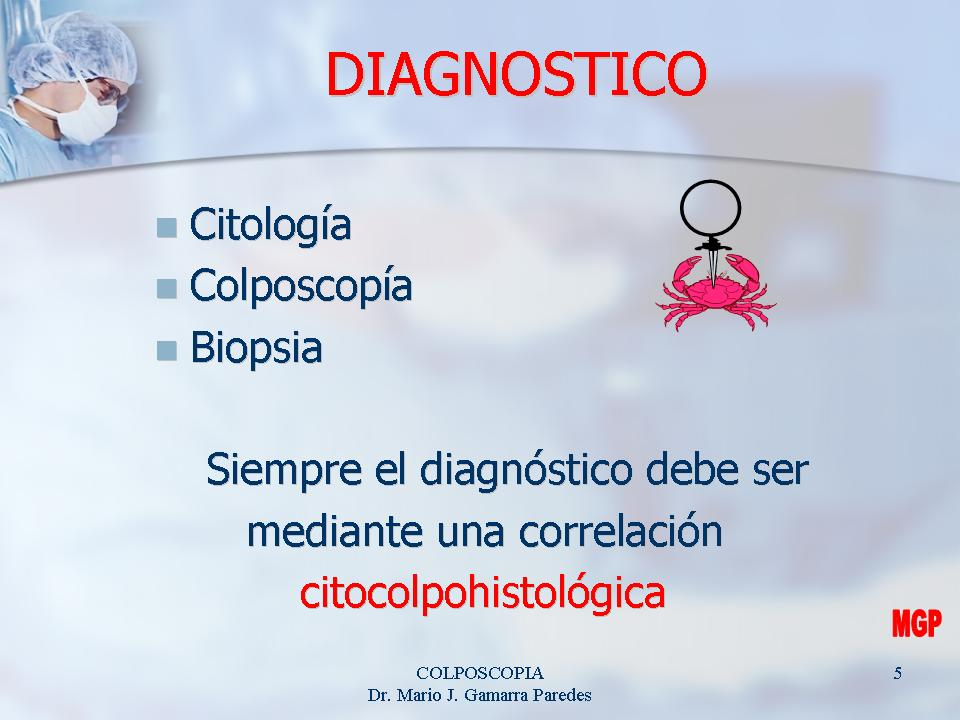 DIAGNOSTICO
Citología
Colposcopía
Biopsia
Siempre el diagnóstico debe ser
mediante una correlación
citocolpohistológica
MGP
COLPOSCOPIA
Dr. Mario J. Gamarra Paredes
5